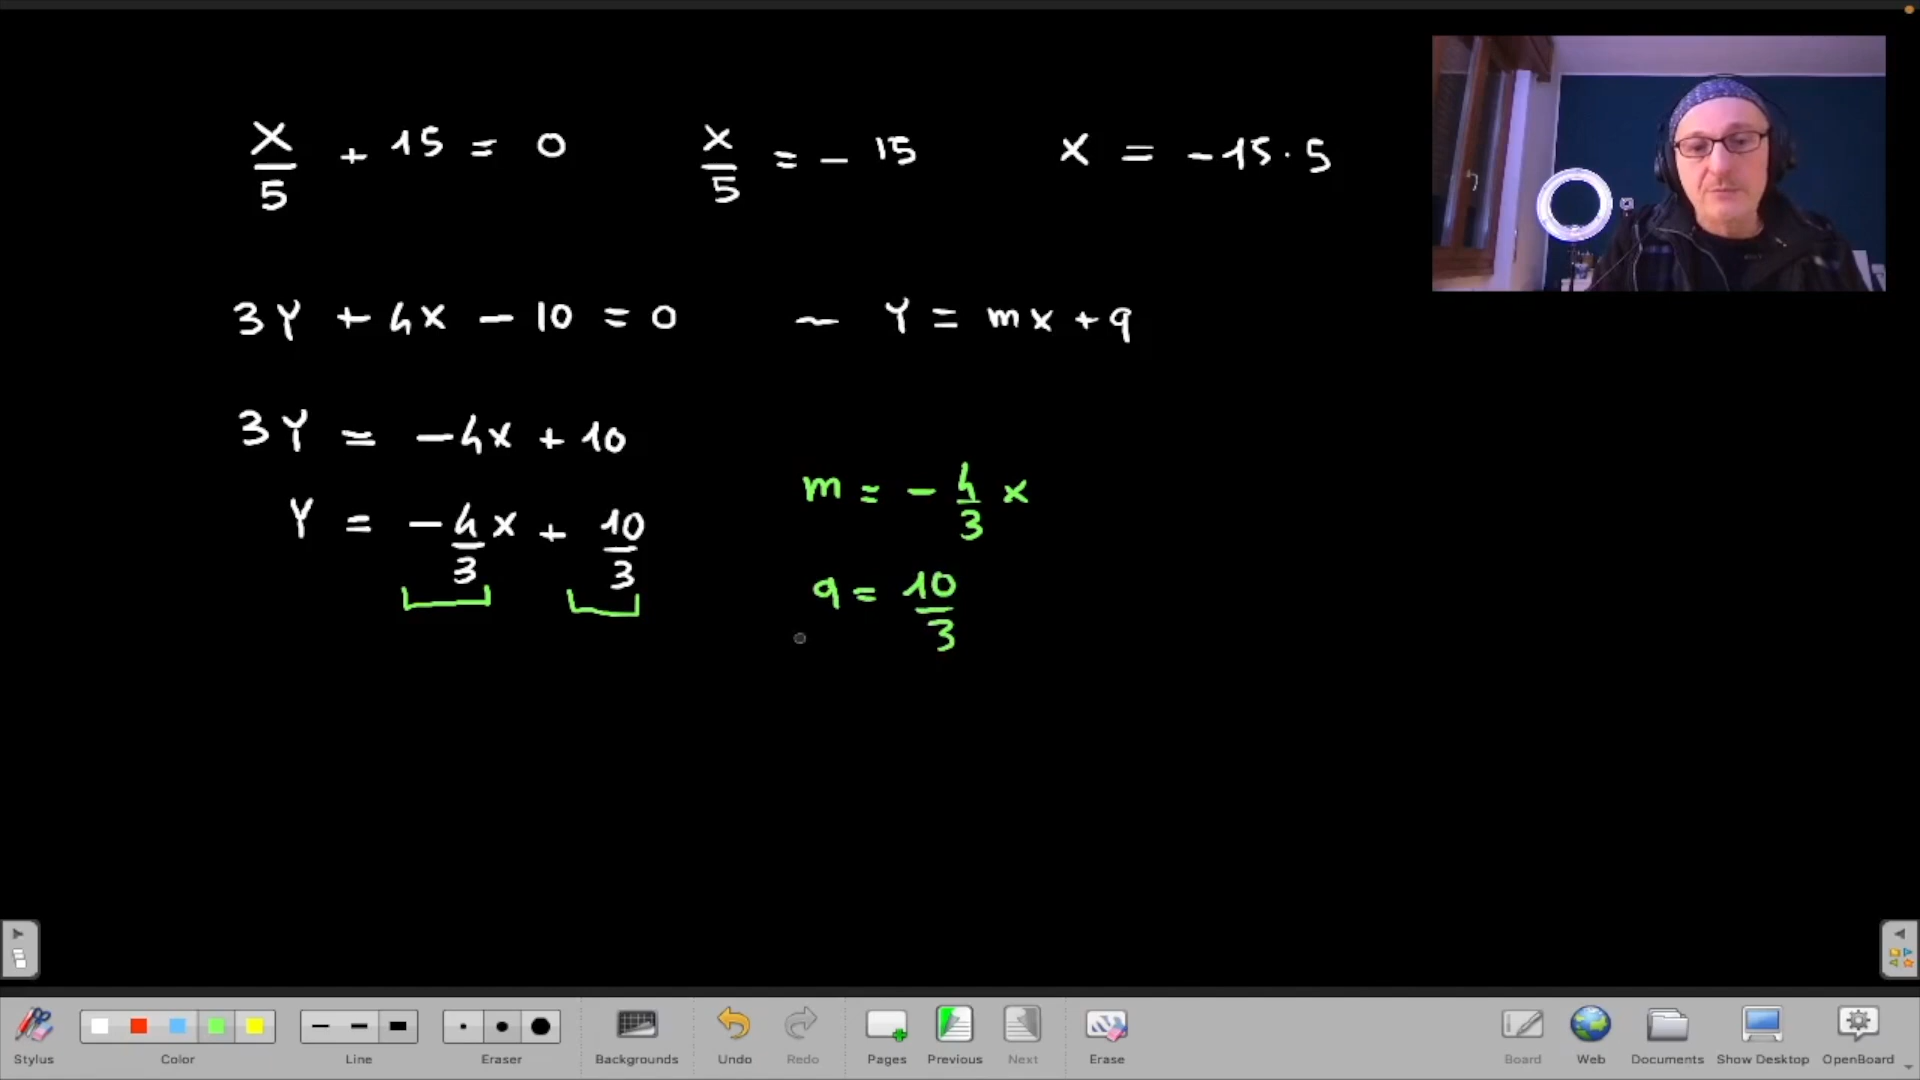 x/5 + 15 = 0    x/5 = - 15    x = -15·5
3Y + 4x - 10 = 0    ~ Y = mx + q
3Y = -4x + 10
Y = -4/3x + 10/3
m = - 4/3 x
q = 10/3
Stylus Color Line Eraser Backgrounds Undo Redo Pages Previous Next Erase Board Web Documents Show Desktop OpenBoard